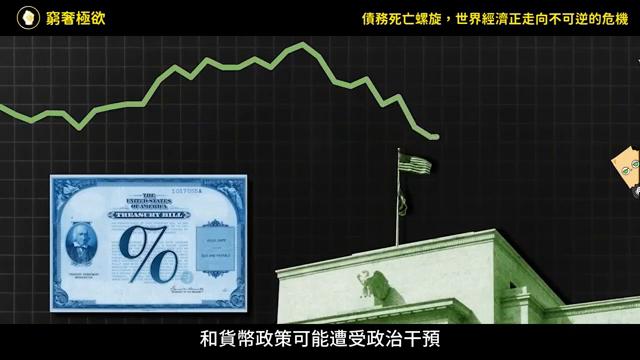 窮奢極欲
債務死亡螺旋，世界經濟正走向不可逆的危機
1017055A
THE
UNITED STATES
OF AMERICA
TREASURY BILL
%
和貨幣政策可能遭受政治干預